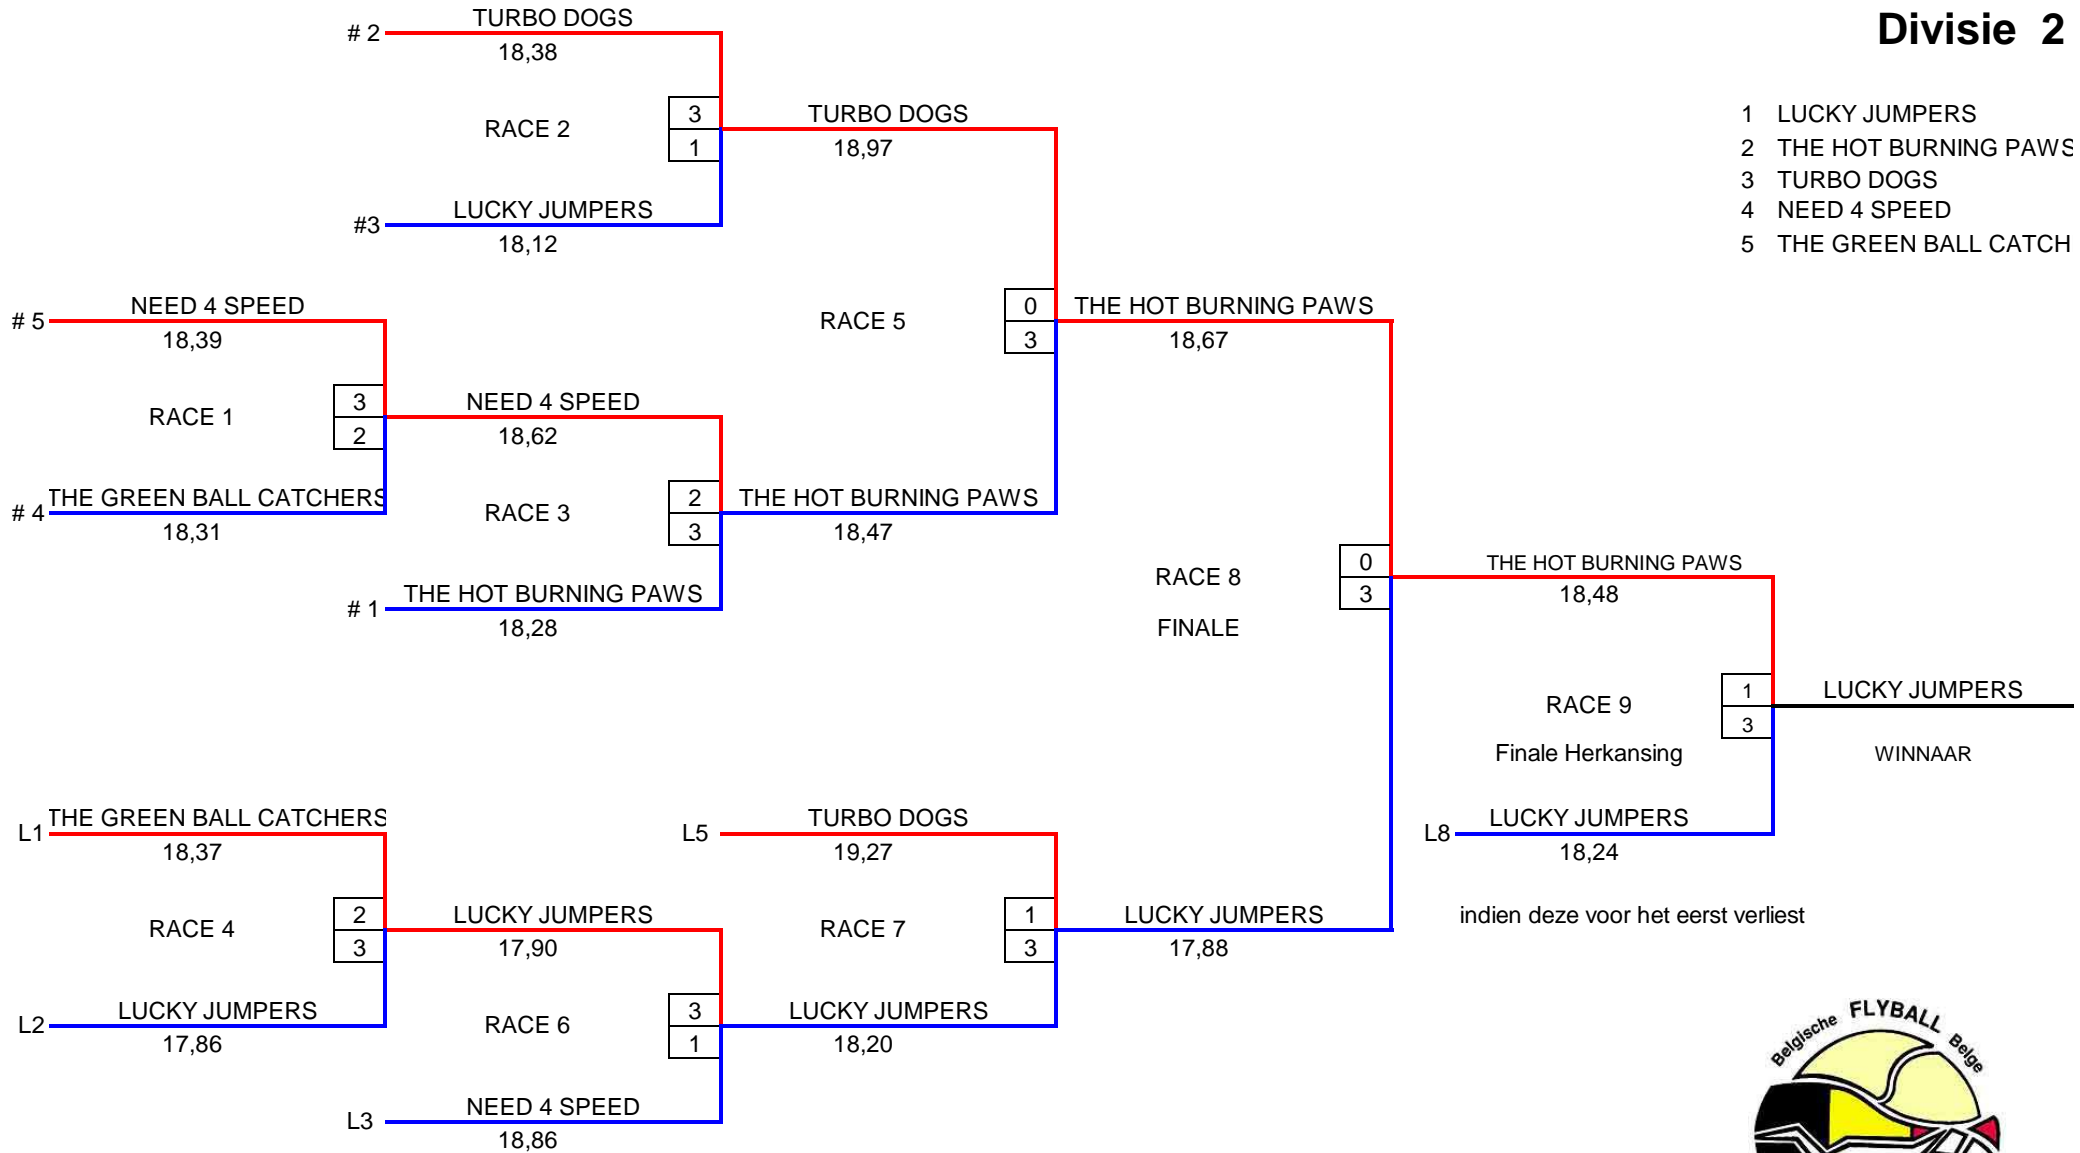 Divisie 2
1 LUCKY JUMPERS
2 THE HOT BURNING PAWS
3 TURBO DOGS
4 NEED 4 SPEED
5 THE GREEN BALL CATCH
# 2 TURBO DOGS
18,38
RACE 2
3
1
#3 LUCKY JUMPERS
18,12
# 5 NEED 4 SPEED
18,39
RACE 1
3
2
# 4 THE GREEN BALL CATCHERS
18,31
NEED 4 SPEED
18,62
RACE 3
2
3
# 1 THE HOT BURNING PAWS
18,28
TURBO DOGS
18,97
RACE 5
0
3
THE HOT BURNING PAWS
18,47
THE HOT BURNING PAWS
18,67
RACE 8
FINALE
0
3
THE HOT BURNING PAWS
18,48
RACE 9
Finale Herkansing
1
3
LUCKY JUMPERS
WINNAAR
L8 LUCKY JUMPERS
18,24
indien deze voor het eerst verliest
L1 THE GREEN BALL CATCHERS
18,37
RACE 4
2
3
L2 LUCKY JUMPERS
17,86
LUCKY JUMPERS
17,90
RACE 6
3
1
L3 NEED 4 SPEED
18,86
L5 TURBO DOGS
19,27
RACE 7
1
3
LUCKY JUMPERS
18,20
LUCKY JUMPERS
17,88
Belgische FLYBALL Belge